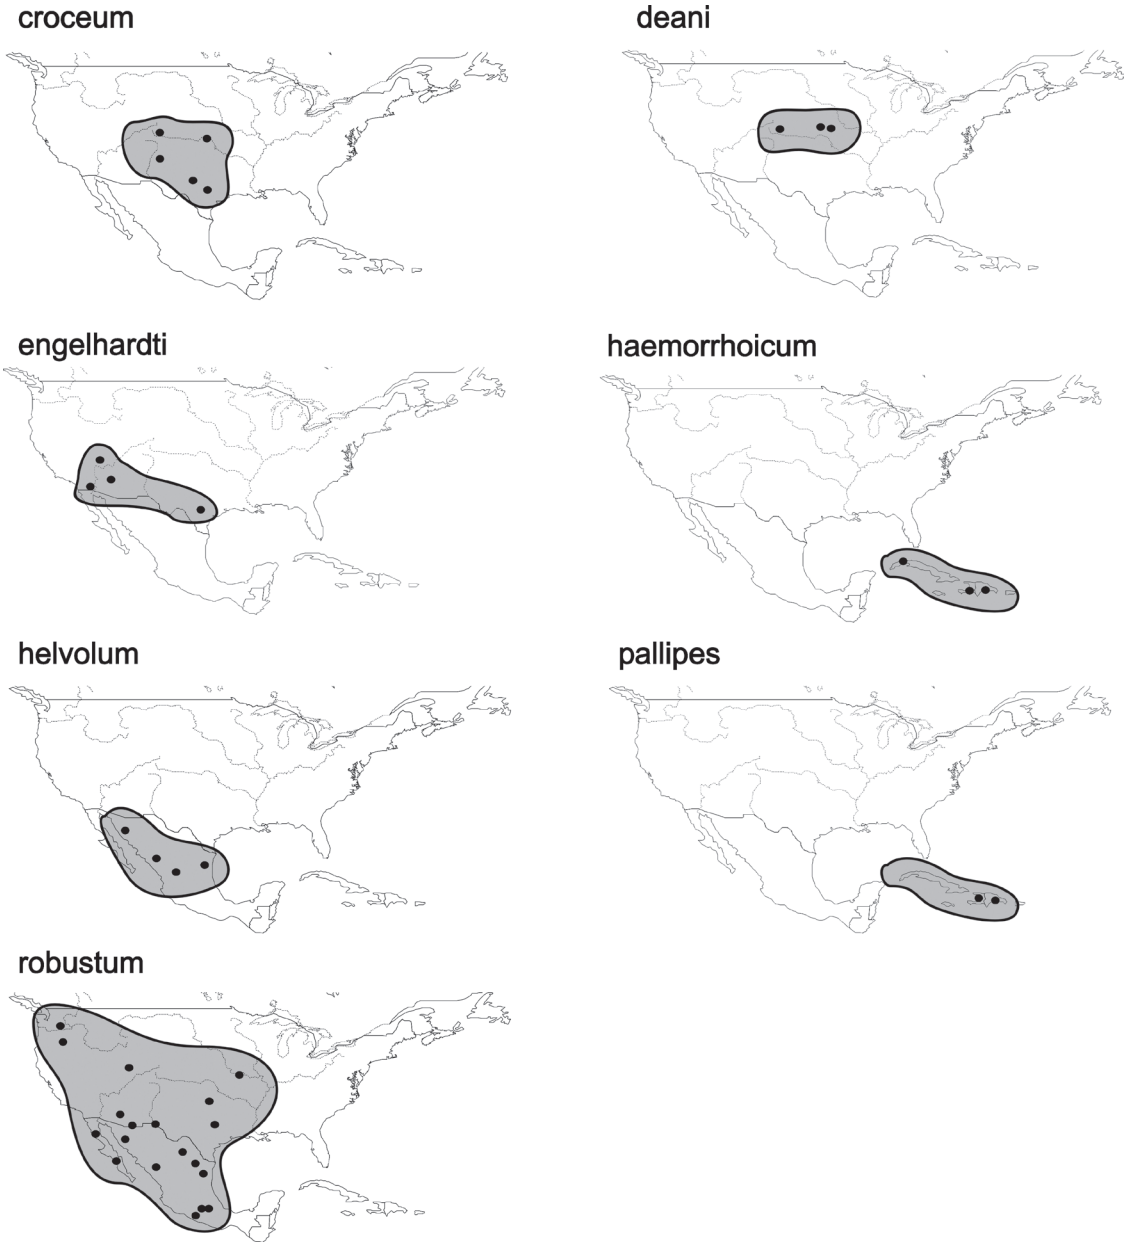 croceum
deani
engelhardti
haemorrhoicum
helvolum
pallipes
robustum